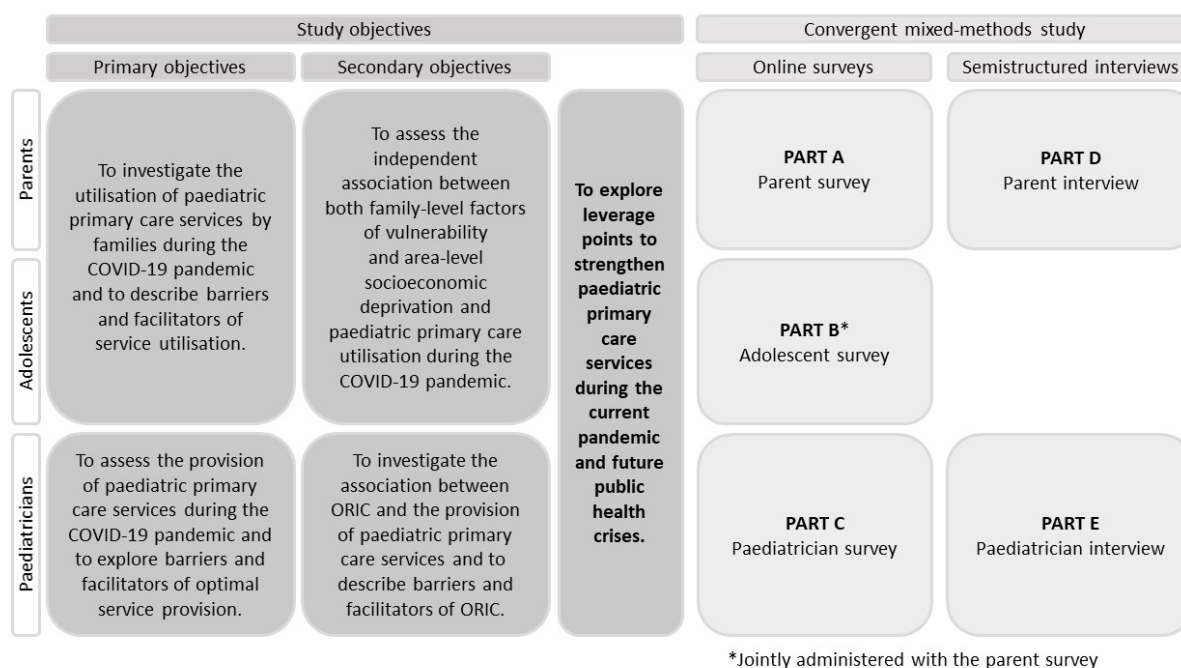 Study objectives
Convergent mixed-methods study
Primary objectives
Secondary objectives
Online surveys
Semistructured interviews
Parents
Adolescents
Paediatricians
To investigate the
utilisation of paediatric
primary care services by
families during the
COVID-19 pandemic
and to describe barriers
and facilitators of
service utilisation.
To assess the
independent
association between
both family-level factors
of vulnerability
and area-level
socioeconomic
deprivation and
paediatric primary care
utilisation during the
COVID-19 pandemic.
To explore
leverage
points to
strengthen
paediatric
primary
care
services
during the
current
pandemic
and future
public
health
crises.
PART A
Parent survey
PART D
Parent interview
PART B*
Adolescent survey
To assess the provision
of paediatric primary
care services during the
COVID-19 pandemic and
to explore barriers and
facilitators of optimal
service provision.
To investigate the
association between
ORIC and the provision
of paediatric primary
care services and to
describe barriers and
facilitators of ORIC.
PART C
Paediatrician survey
PART E
Paediatrician interview
*Jointly administered with the parent survey